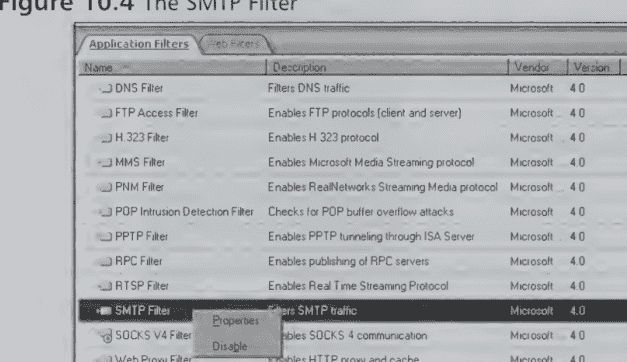 Figure 10.4 The SMTP Filter
Application Filters Web Filters
Name Description Vendor Version
DNS Filter Filters DNS traffic Microsoft 4.0
FTP Access Filter Enables FTP protocols (client and server) Microsoft 4.0
H.323 Filter Enables H.323 protocol Microsoft 4.0
MMS Filter Enables Microsoft Media Streaming protocol Microsoft 4.0
PNM Filter Enables RealNetworks Streaming Media protocol Microsoft 4.0
POP Intrusion Detection Filter Checks for POP buffer overflow attacks Microsoft 4.0
PPTP Filter Enables PPTP tunneling through ISA Server Microsoft 4.0
RPC Filter Enables publishing of RPC servers Microsoft 4.0
RTSP Filter Enables Real Time Streaming Protocol Microsoft 4.0
SMTP Filter Filters SMTP traffic Microsoft 4.0
Properties
SOCKS V4 Filter bles SOCKS 4 communication Microsoft 4.0
Disable
Web Proxy Filter bles HTTP proxy and cache Microsoft 4.0